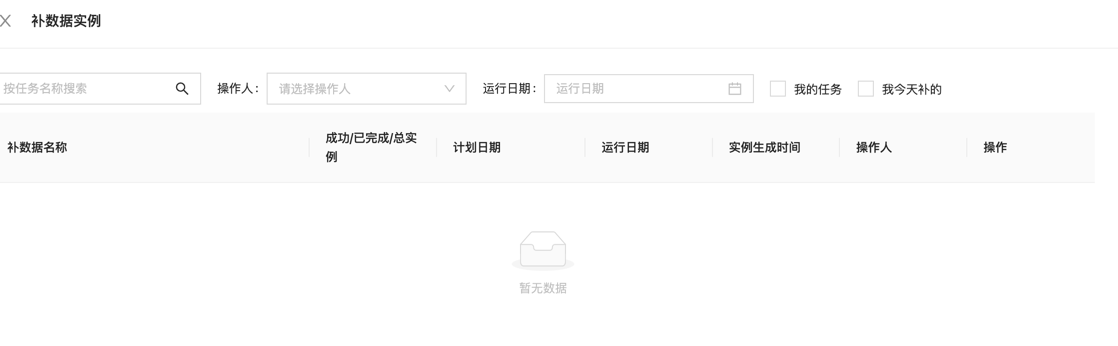 补数据实例
按任务名称搜索
操作人： 请选择操作人
运行日期： 运行日期
我的任务
我今天补的
补数据名称
成功/已完成/总实
例
计划日期
运行日期
实例生成时间
操作人
操作
暂无数据